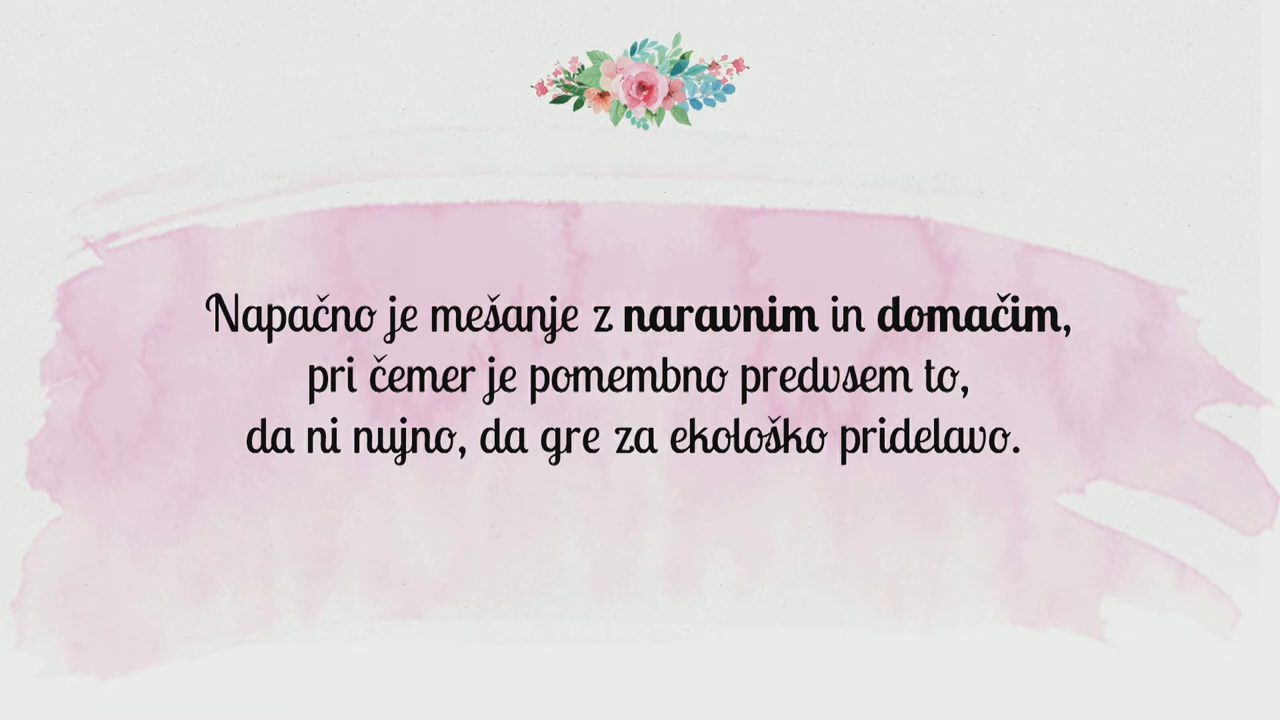 Napačno je mešanje z naravnim in domačim,
pri čemer je pomembno predvsem to,
da ni nujno, da gre za ekološko pridelavo.